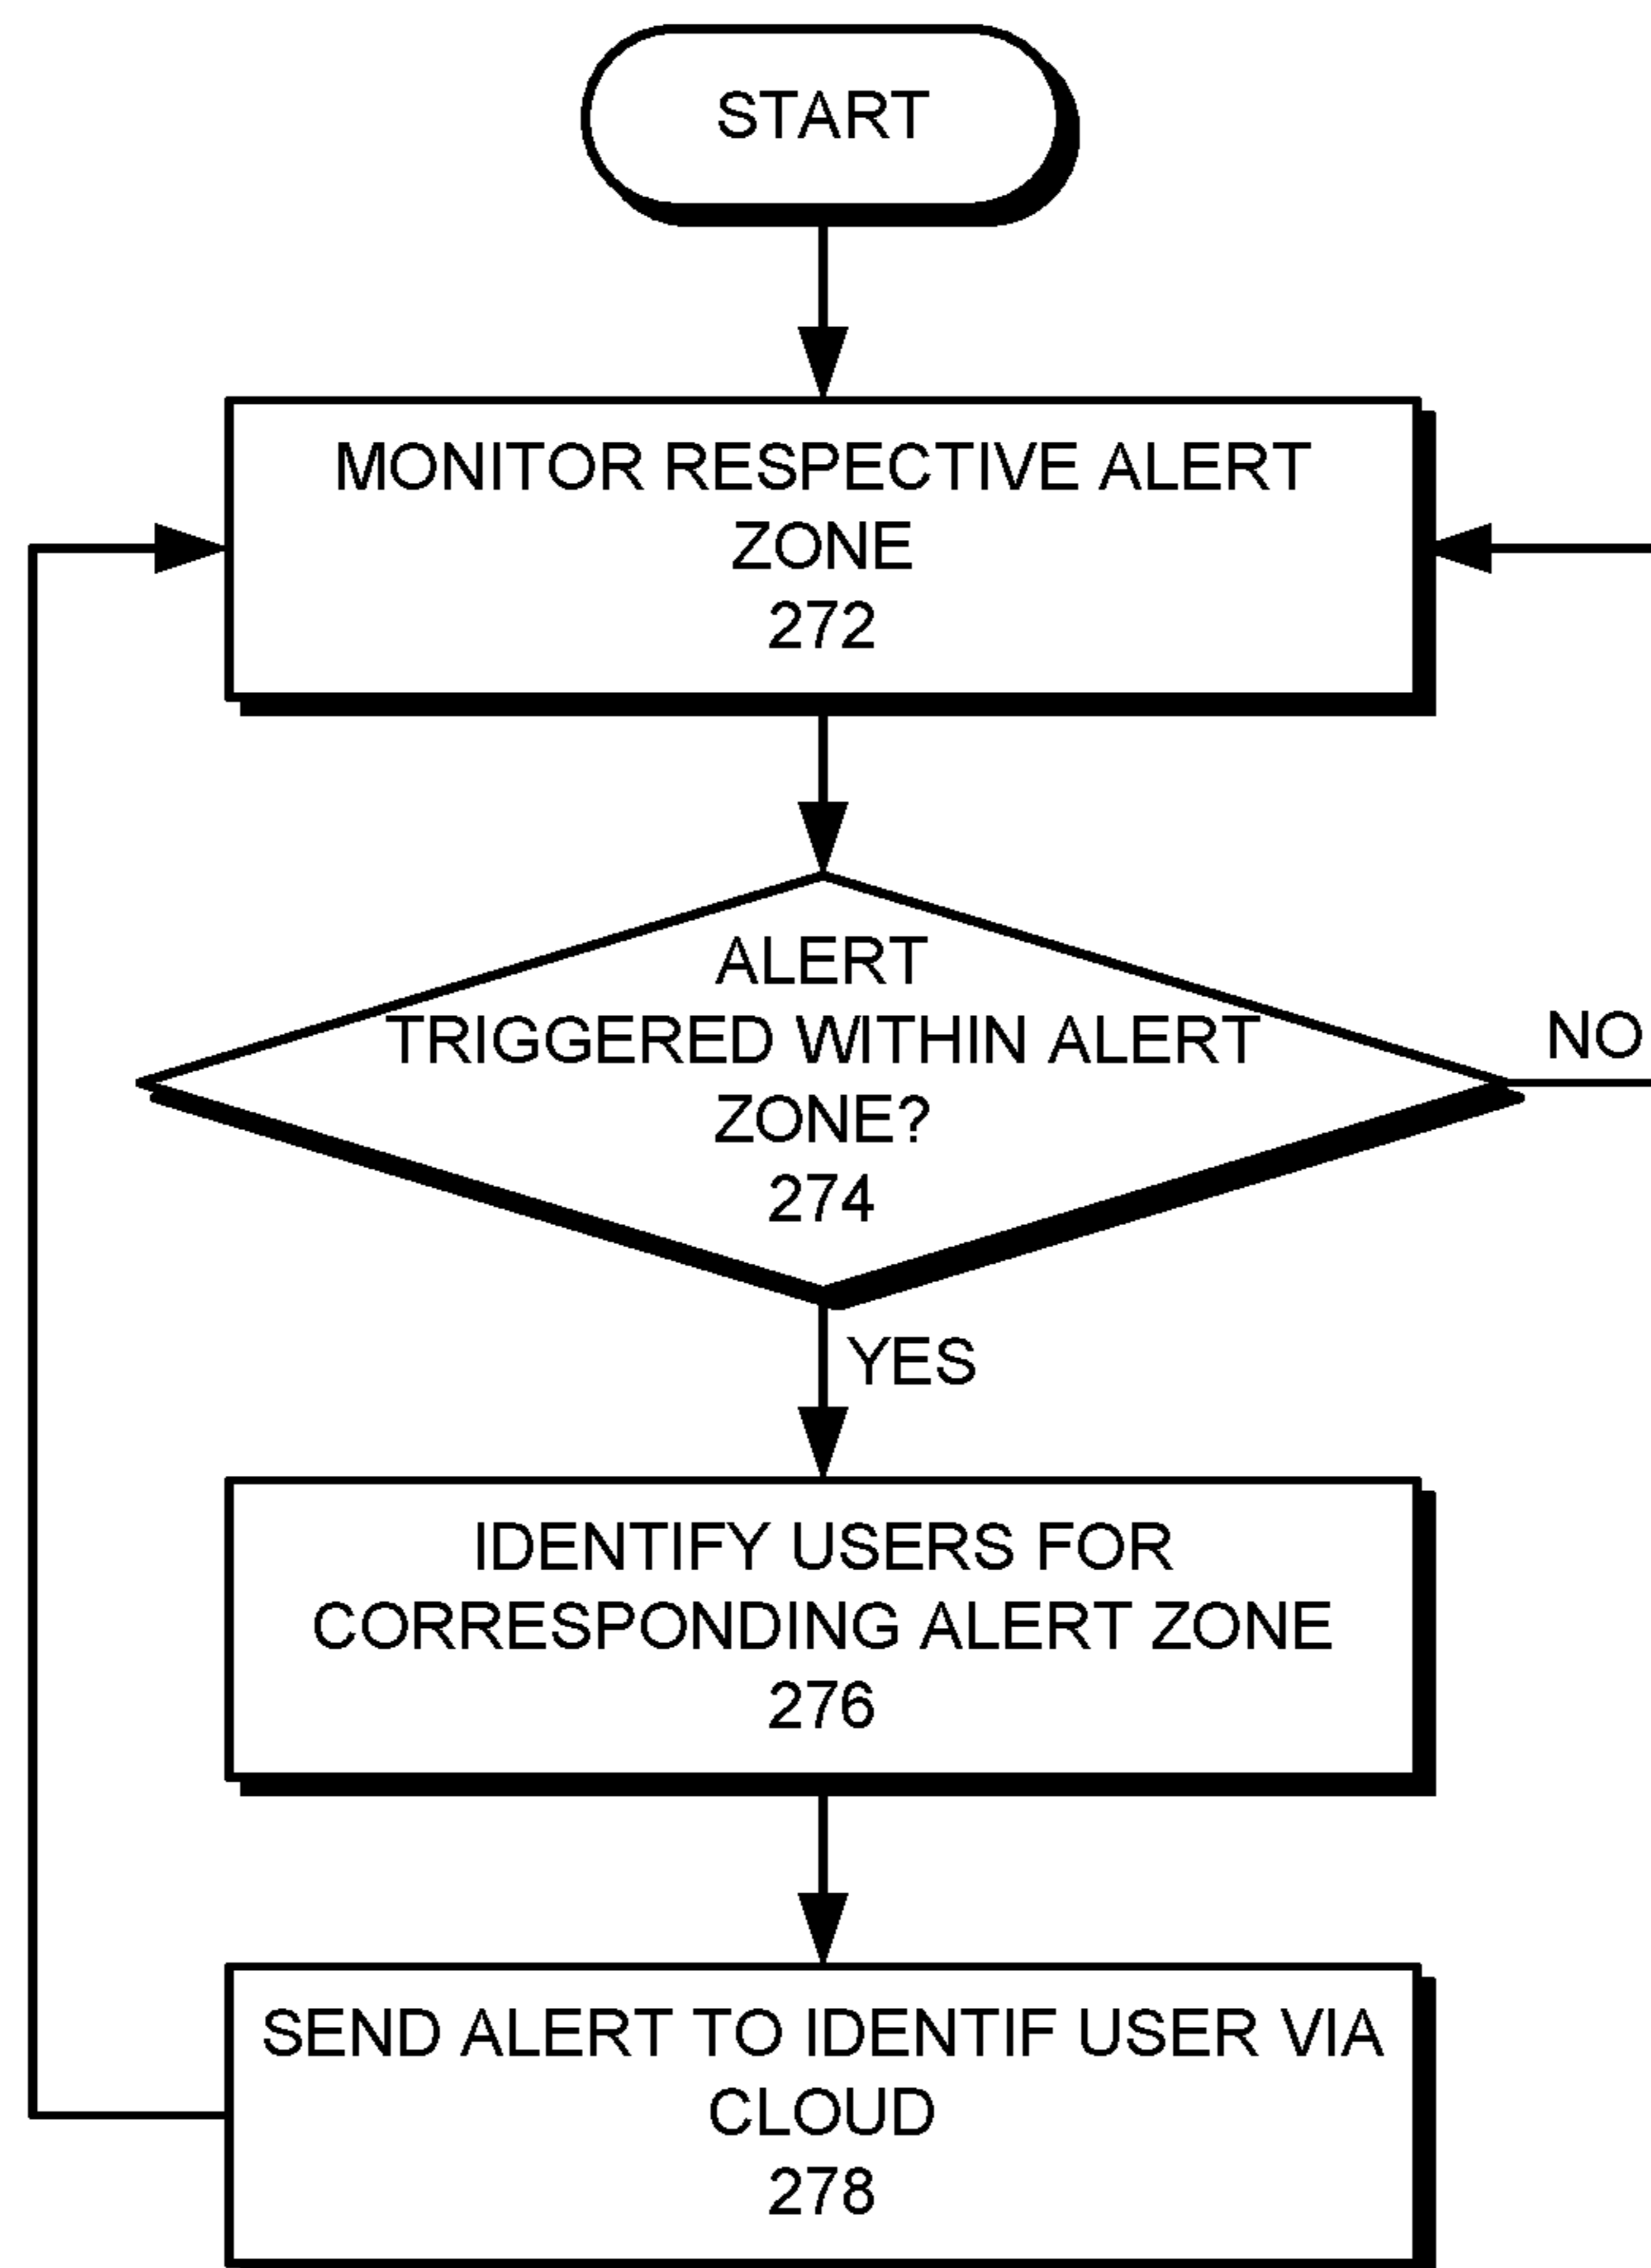 START
MONITOR RESPECTIVE ALERT
ZONE
272
ALERT
TRIGGERED WITHIN ALERT
ZONE?
274
NO
YES
IDENTIFY USERS FOR
CORRESPONDING ALERT ZONE
276
SEND ALERT TO IDENTIF USER VIA
CLOUD
278